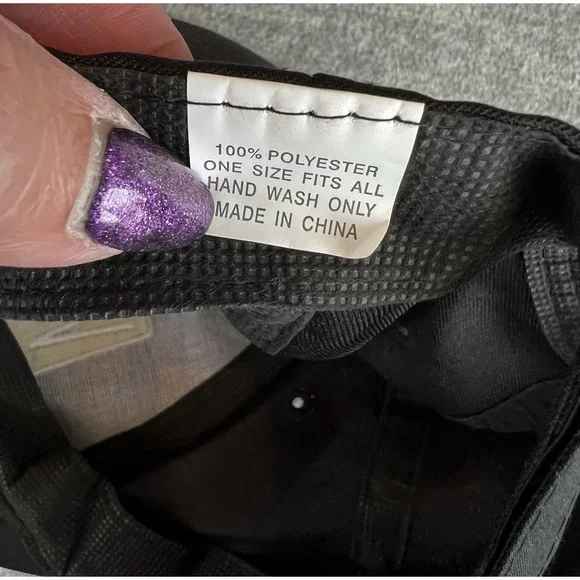 100% POLYESTER
ONE SIZE FITS ALL
HAND WASH ONLY
MADE IN CHINA